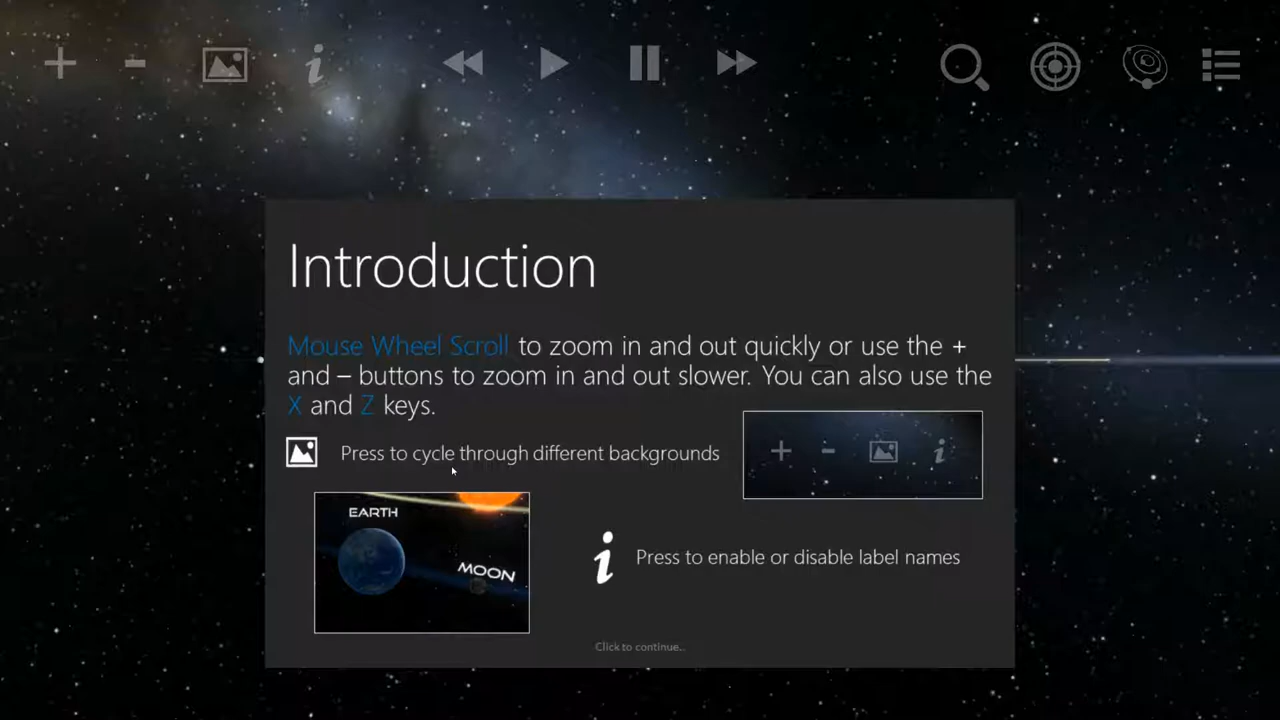 Introduction
Mouse Wheel Scroll to zoom in and out quickly or use the +
and – buttons to zoom in and out slower. You can also use the
X and Z keys.
Press to cycle through different backgrounds
EARTH
MOON
Press to enable or disable label names
Click to continue..